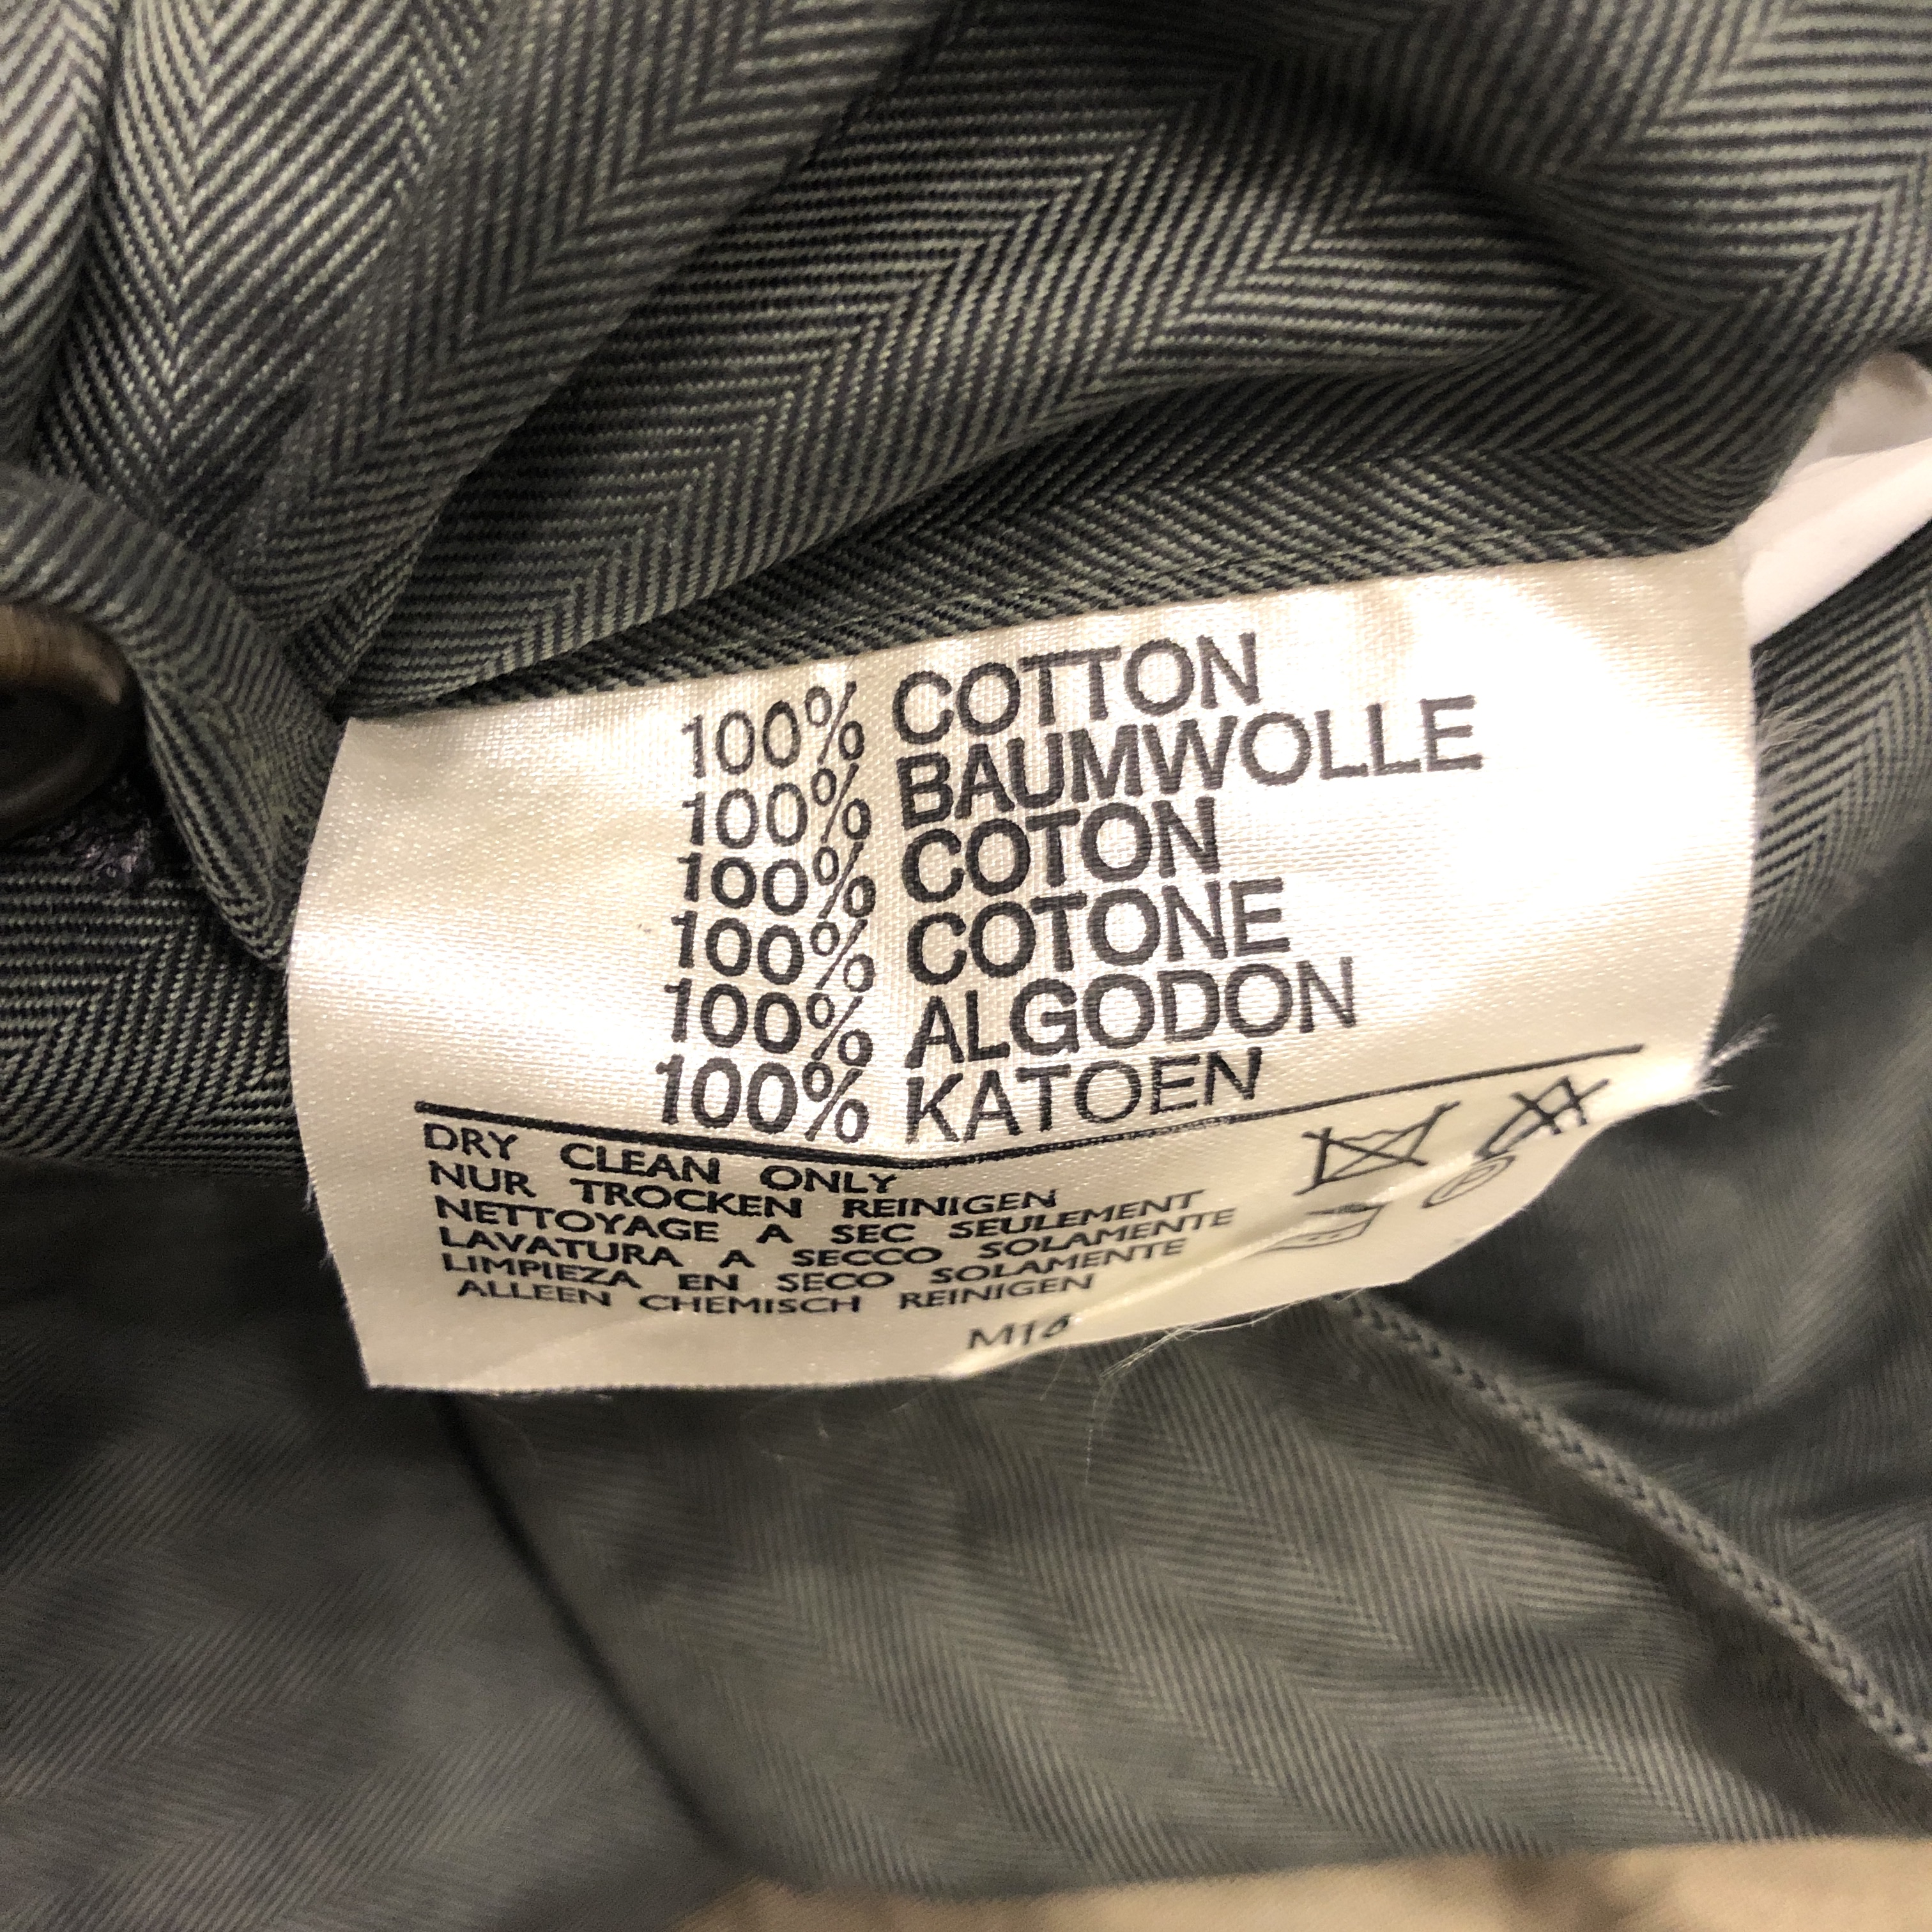 100% COTTON
100% BAUMWOLLE
100% COTON
100% COTONE
100% ALGODON
100% KATOEN
DRY CLEAN ONLY
NUR TROCKEN REINIGEN
NETTOYAGE A SEC SEULEMENT
LAVATURA A SECCO SOLAMENTE
LIMPIEZA EN SECO SOLAMENTE
ALLEEN CHEMISCH REINIGEN
P